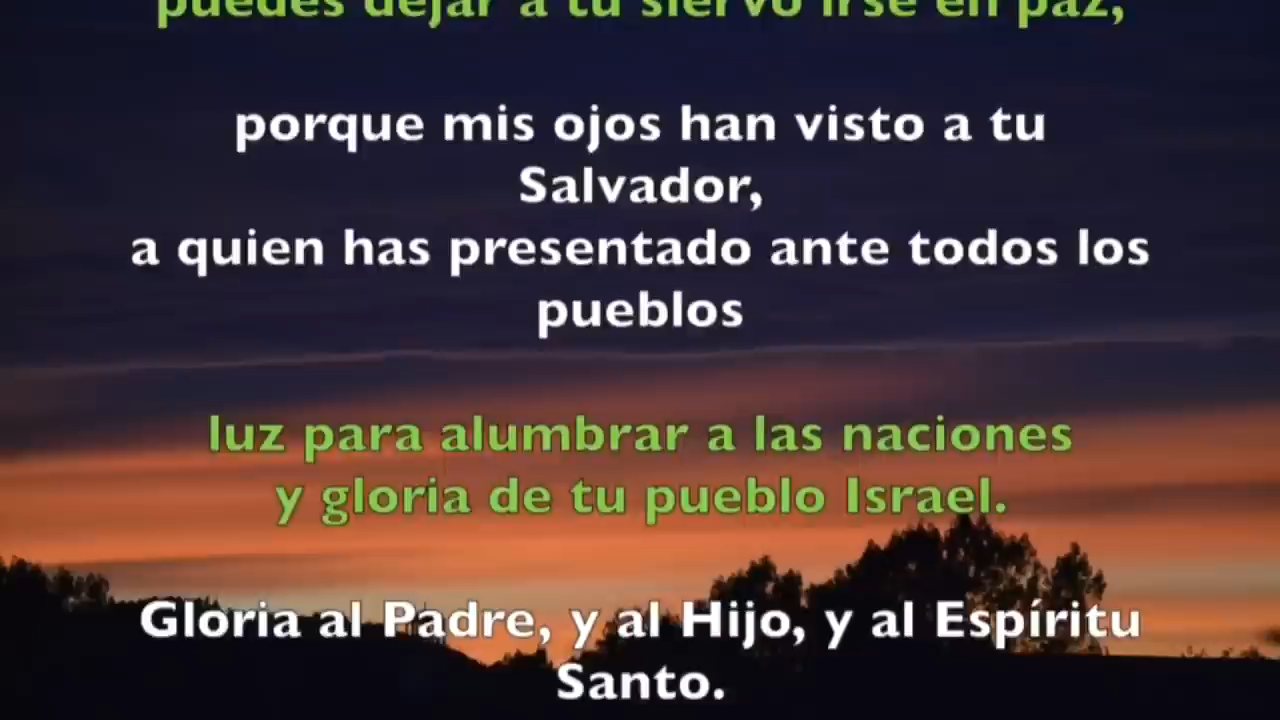 puedes dejar a tu siervo irse en paz,
porque mis ojos han visto a tu
Salvador,
a quien has presentado ante todos los
pueblos
luz para alumbrar a las naciones
y gloria de tu pueblo Israel.
Gloria al Padre, y al Hijo, y al Espíritu
Santo.